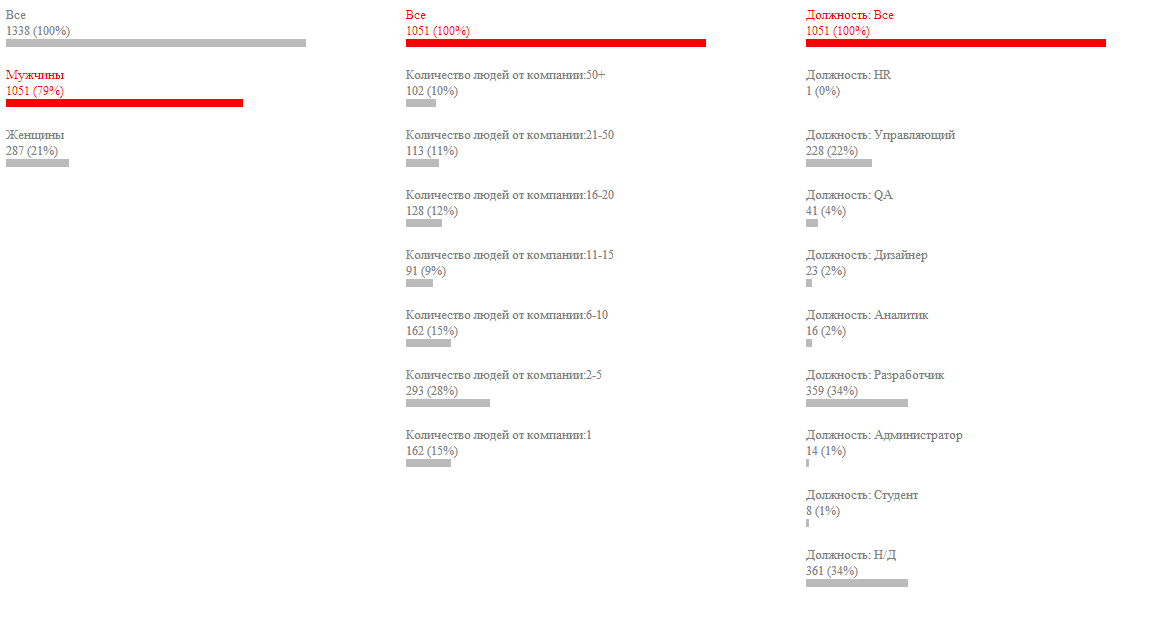 Все
1338 (100%)
Мужчины
1051 (79%)
Женщины
287 (21%)
Все
1051 (100%)
Количество людей от компании:50+
102 (10%)
Количество людей от компании:21-50
113 (11%)
Количество людей от компании:16-20
128 (12%)
Количество людей от компании:11-15
91 (9%)
Количество людей от компании:6-10
162 (15%)
Количество людей от компании:2-5
293 (28%)
Количество людей от компании:1
162 (15%)
Должность: Все
1051 (100%)
Должность: HR
1 (0%)
Должность: Управляющий
228 (22%)
Должность: QA
41 (4%)
Должность: Дизайнер
23 (2%)
Должность: Аналитик
16 (2%)
Должность: Разработчик
359 (34%)
Должность: Администратор
14 (1%)
Должность: Студент
8 (1%)
Должность: Н/Д
361 (34%)